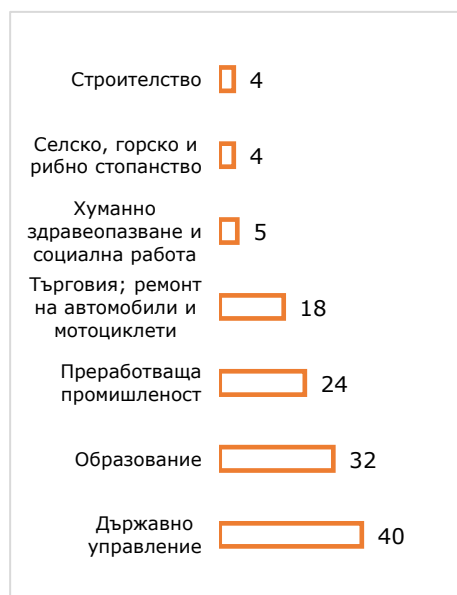 Строителство 4
Селско, горско и
рибно стопанство 4
Хуманно
здравеопазване и
социална работа 5
Търговия; ремонт
на автомобили и
мотоциклети 18
Преработваща
промишленост 24
Образование 32
Държавно
управление 40